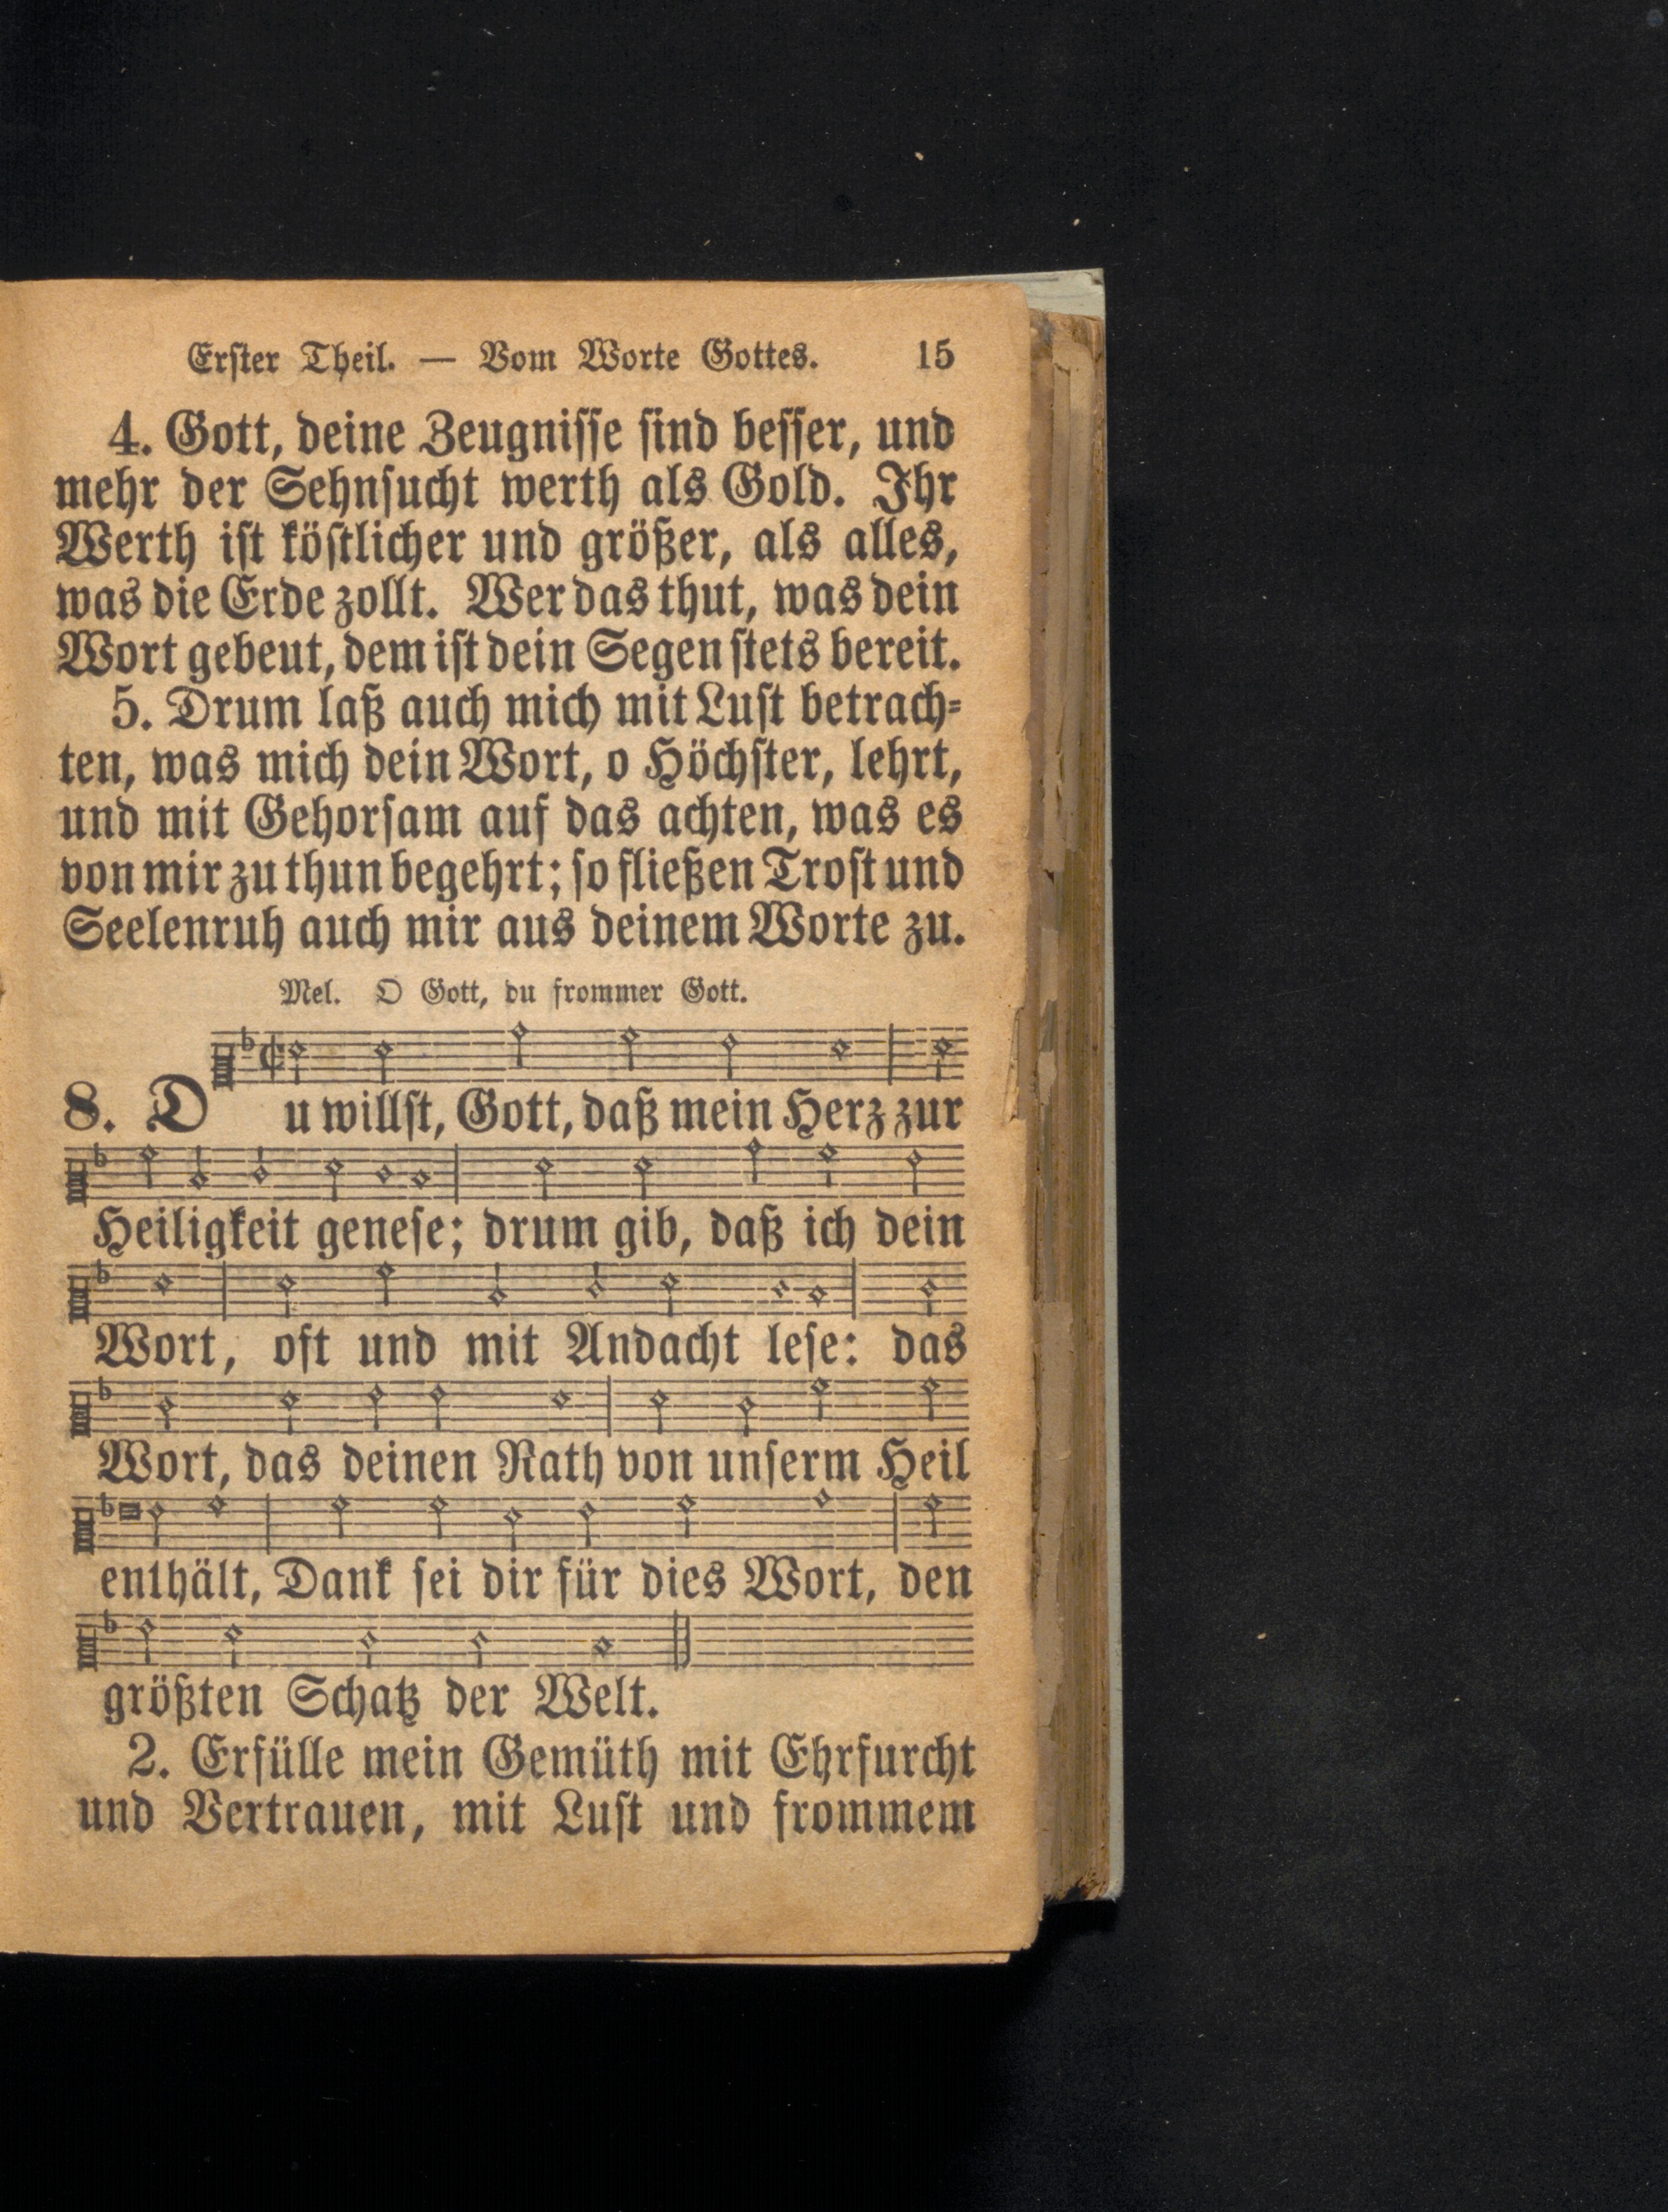 Erster Theil. — Vom Worte Gottes. 15
4. Gott, deine Zeugnisse sind besser, und
mehr der Sehnsucht werth als Gold. Ihr
Werth ist köstlicher und größer, als alles,
was die Erde zollt. Wer das thut, was dein
Wort gebeut, dem ist dein Segen stets bereit.
5. Drum laß auch mich mit Lust betrach-
ten, was mich dein Wort, o Höchster, lehrt,
und mit Gehorsam auf das achten, was es
von mir zu thun begehrt; so fließen Trost und
Seelenruh auch mir aus deinem Worte zu.
Mel. O Gott, du frommer Gott.
8. Du willst, Gott, daß mein Herz zur
Heiligkeit genese; drum gib, daß ich dein
Wort, oft und mit Andacht lese: das
Wort, das deinen Rath von unserm Heil
enthält, Dank sei dir für dies Wort, den
größten Schatz der Welt.
2. Erfülle mein Gemüth mit Ehrfurcht
und Vertrauen, mit Lust und frommem